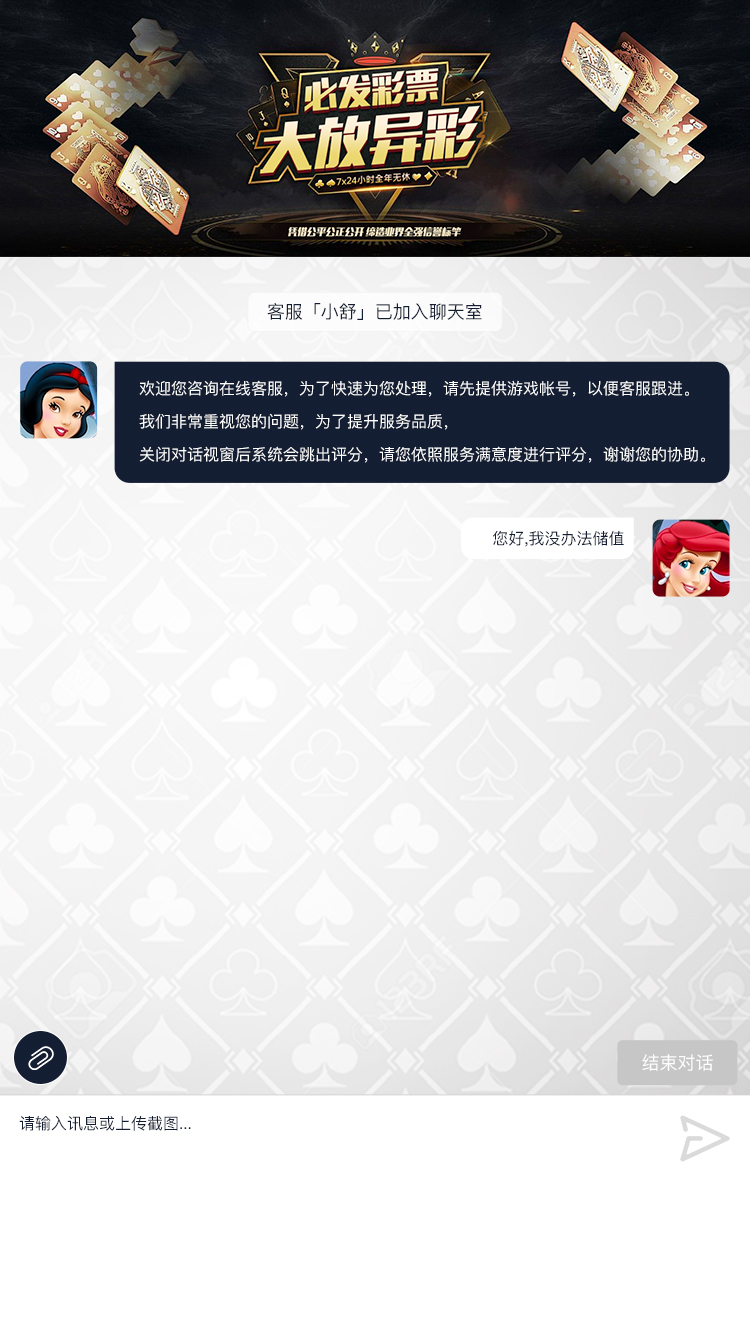 必发彩票
大放异彩
7x24小时全年无休
凭借公平公正公开 缔造业界全强信誉标竿
客服「小舒」已加入聊天室
欢迎您咨询在线客服，为了快速为您处理，请先提供游戏帐号，以便客服跟进。
我们非常重视您的问题，为了提升服务品质，
关闭对话视窗后系统会跳出评分，请您依照服务满意度进行评分，谢谢您的协助。
您好,我没办法储值
结束对话
请输入讯息或上传截图...